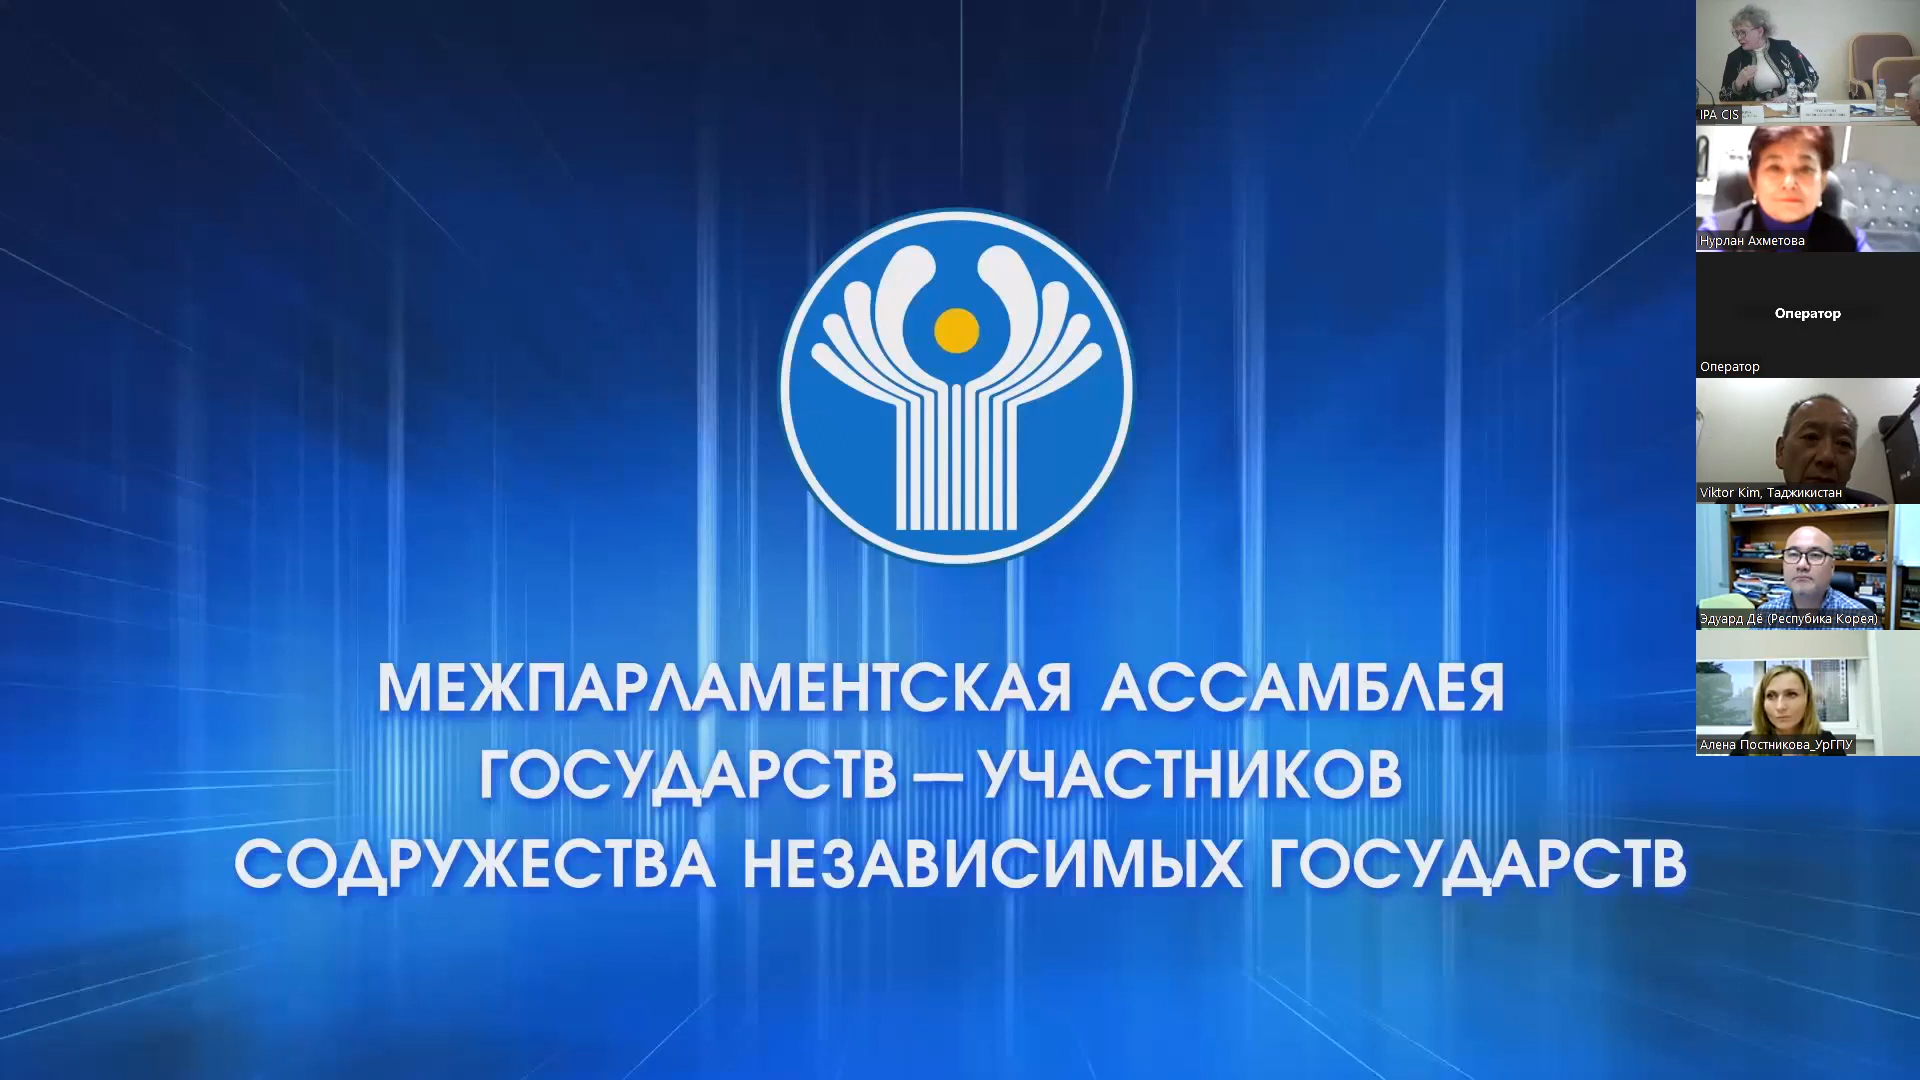 МЕЖПАРЛАМЕНТСКАЯ АССАМБЛЕЯ
ГОСУДАРСТВ — УЧАСТНИКОВ
СОДРУЖЕСТВА НЕЗАВИСИМЫХ ГОСУДАРСТВ
IPA CIS
Нурлан Ахметова
Оператор
Оператор
Viktor Kim, Таджикистан
Эдуард Дё (Респубика Корея)
Алена Постникова_УрГПУ